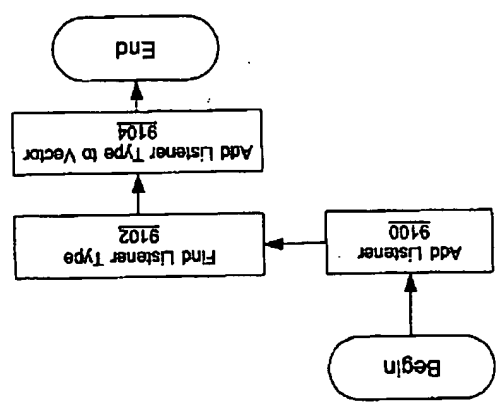 Begin
Add Listener
9100
Find Listener Type
9102
Add Listener Type to Vector
9104
End